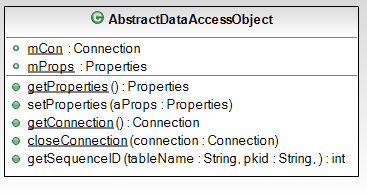 C AbstractDataAccessObject
mCon : Connection
mProps : Properties
getProperties () : Properties
setProperties (aProps : Properties)
getConnection () : Connection
closeConnection (connection : Connection)
getSequenceID (tableName : String, pkid : String, ) : int